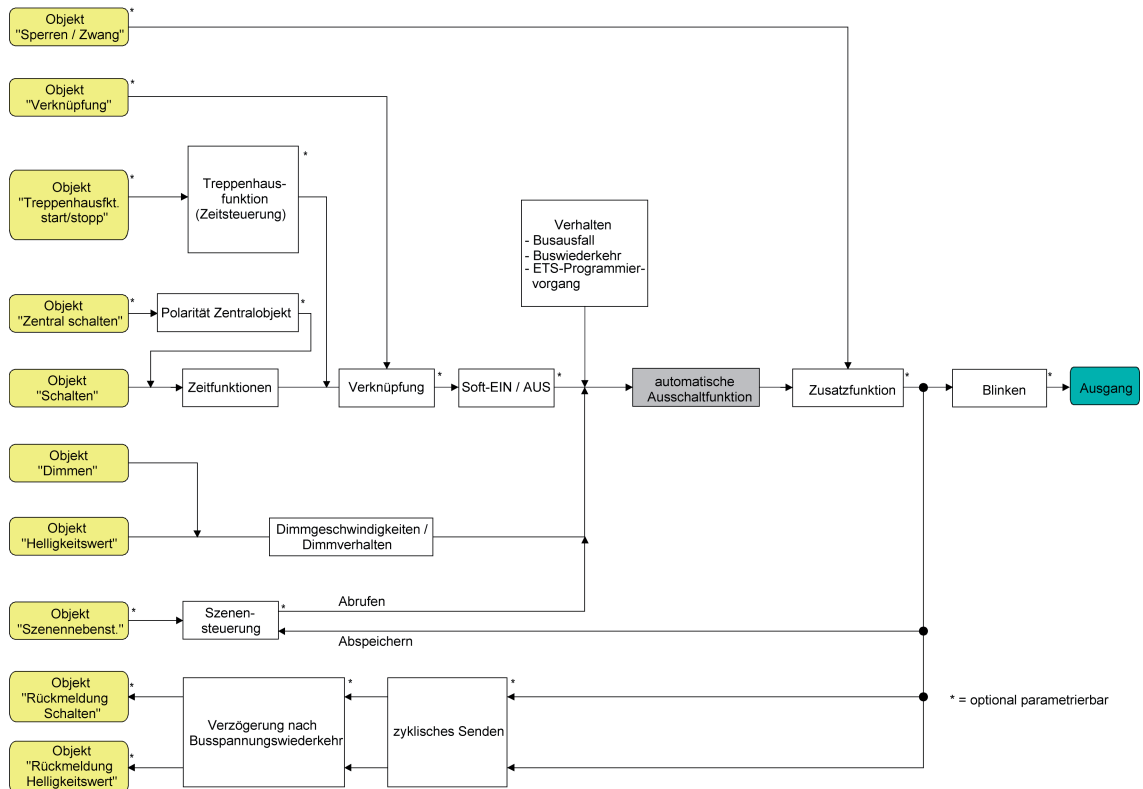 Objekt
"Sperren / Zwang"
*
Objekt
"Verknüpfung"
*
Objekt
"Treppenhausfkt.
start/stopp"
*
Treppenhaus-
funktion
(Zeitsteuerung)
*
Verhalten
- Busausfall
- Buswiederkehr
- ETS-Programmier-
vorgang
Objekt
"Zentral schalten"
*
Polarität Zentralobjekt
*
Objekt
"Schalten"
Zeitfunktionen
Verknüpfung
*
Soft-EIN / AUS
*
automatische
Ausschaltfunktion
Zusatzfunktion
*
Blinken
*
Ausgang
Objekt
"Dimmen"
Objekt
"Helligkeitswert"
Dimmgeschwindigkeiten /
Dimmverhalten
Objekt
"Szenennebenst."
*
Szenen-
steuerung
*
Abrufen
Abspeichern
Objekt
"Rückmeldung
Schalten"
*
Verzögerung nach
Busspannungswiederkehr
*
zyklisches Senden
*
* = optional parametrierbar
Objekt
"Rückmeldung
Helligkeitswert"
*